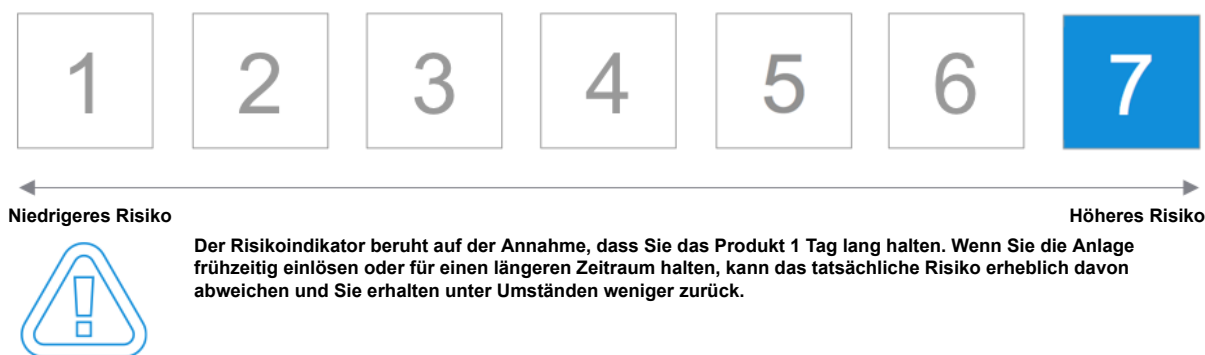 1 2 3 4 5 6 7
Niedrigeres Risiko Höheres Risiko
Der Risikoindikator beruht auf der Annahme, dass Sie das Produkt 1 Tag lang halten. Wenn Sie die Anlage
frühzeitig einlösen oder für einen längeren Zeitraum halten, kann das tatsächliche Risiko erheblich davon
abweichen und Sie erhalten unter Umständen weniger zurück.